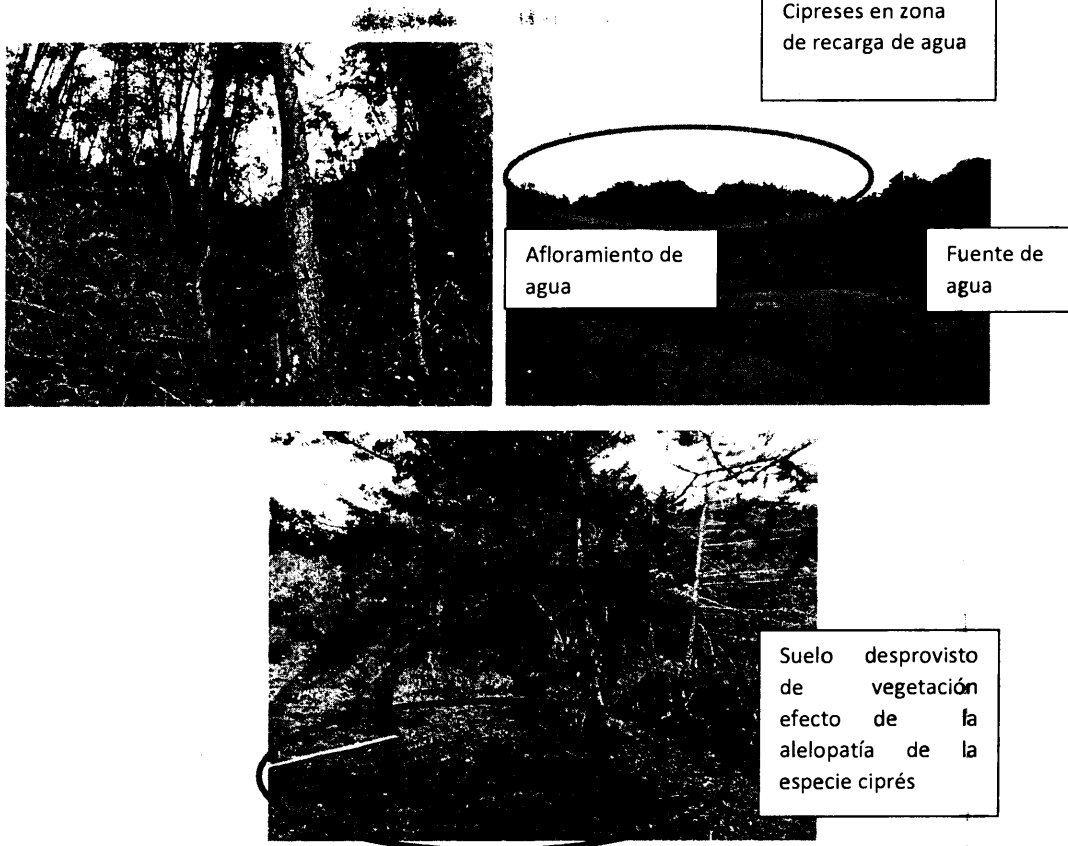 Cipreses en zona
de recarga de agua
Afloramiento de
agua
Fuente de
agua
Suelo desprovisto
de vegetación
efecto de la
alelopatía de la
especie ciprés